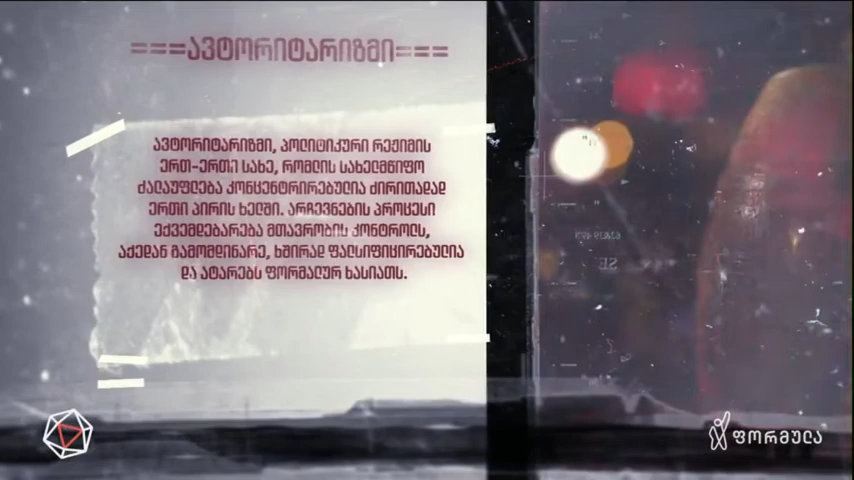 ===ავტორიტარიზმი===
ავტორიტარიზმი, პოლიტიკური რეჟიმის
ერთ-ერთი სახე, რომლის სახელმწიფო
ძალაუფლება კონცენტრირებულია ძირითადად
ერთი პირის ხელში. არჩევნების პროცესი
ექვემდებარება მთავრობის კონტროლს,
აქედან გამომდინარე, ხშირად ფალსიფიცირებულია
და ატარებს ფორმალურ ხასიათს.
ფორმულა